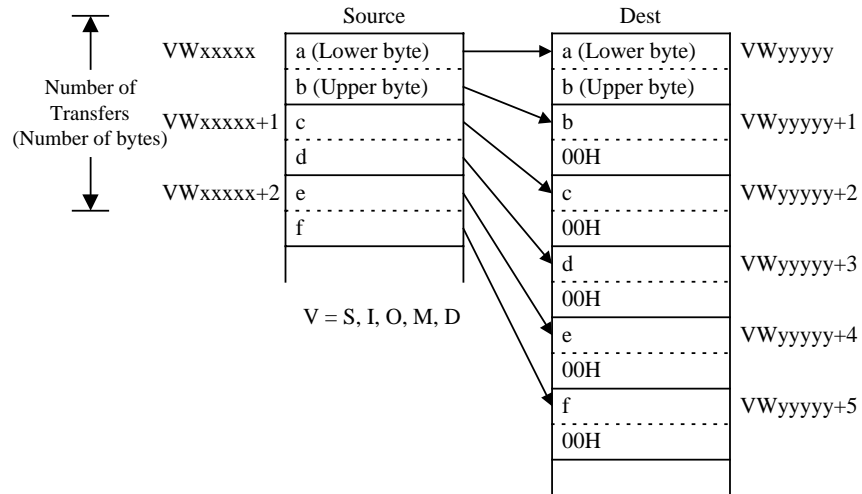 Source Dest
VWxxxxx a (Lower byte) a (Lower byte) VWyyyyy
b (Upper byte) b (Upper byte)
Number of
Transfers
(Number of bytes)
VWxxxxx+1 c b VWyyyyy+1
d 00H
VWxxxxx+2 e c VWyyyyy+2
f 00H
d VWyyyyy+3
00H
V = S, I, O, M, D
e VWyyyyy+4
00H
f VWyyyyy+5
00H